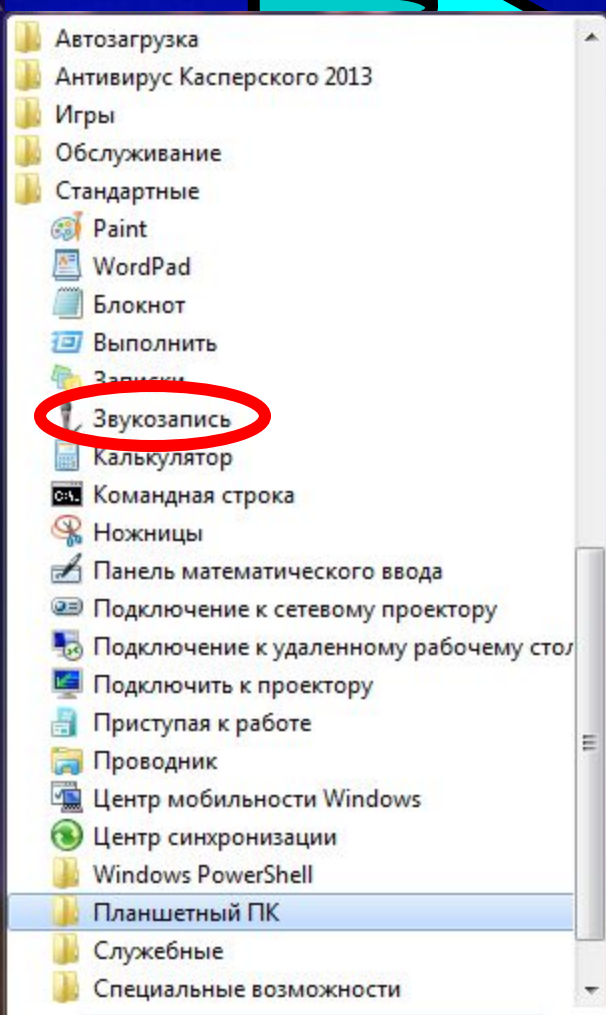 Автозагрузка
Антивирус Касперского 2013
Игры
Обслуживание
Стандартные
Paint
WordPad
Блокнот
Выполнить
Записки
Звукозапись
Калькулятор
Командная строка
Ножницы
Панель математического ввода
Подключение к сетевому проектору
Подключение к удаленному рабочему стол
Подключить к проектору
Приступая к работе
Проводник
Центр мобильности Windows
Центр синхронизации
Windows PowerShell
Планшетный ПК
Служебные
Специальные возможности